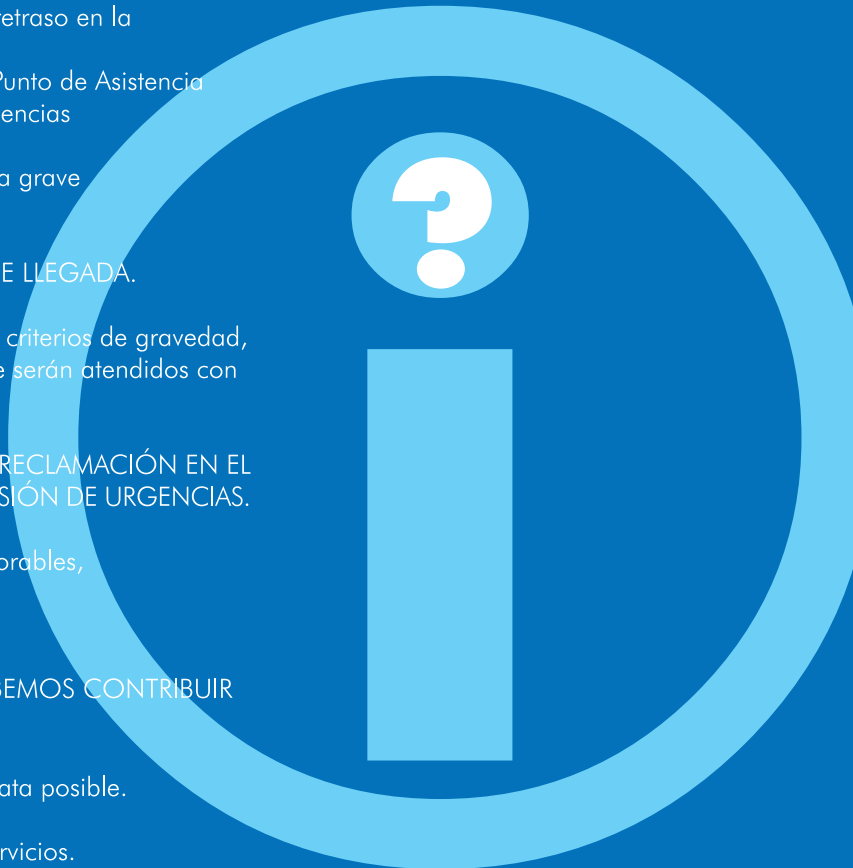 etraso en la
Punto de Asistencia
encias
a grave
E LLEGADA.
criterios de gravedad,
e serán atendidos con
RECLAMACIÓN EN EL
SIÓN DE URGENCIAS.
orables,
BEMOS CONTRIBUIR
ata posible.
rvicios.
?
i